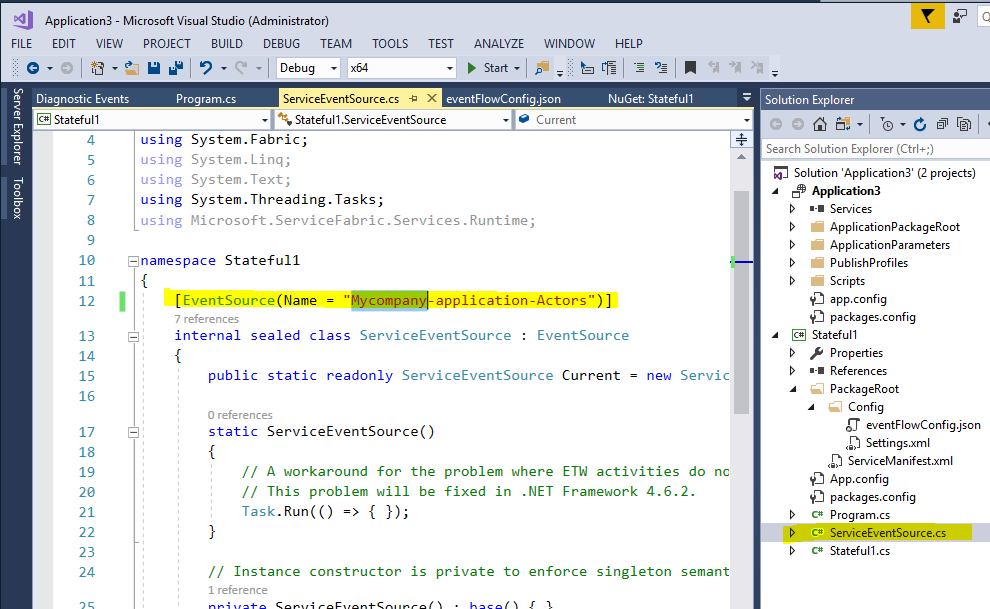 Application3 - Microsoft Visual Studio (Administrator)
FILE EDIT VIEW PROJECT BUILD DEBUG TEAM TOOLS TEST ANALYZE WINDOW HELP
Debug x64 Start
Server Explorer
Toolbox
Diagnostic Events Program.cs ServiceEventSource.cs eventFlowConfig.json NuGet: Stateful1
Stateful1 Stateful1.ServiceEventSource Current
4 using System.Fabric;
5 using System.Linq;
6 using System.Text;
7 using System.Threading.Tasks;
8 using Microsoft.ServiceFabric.Services.Runtime;
9
10 namespace Stateful1
11 {
12 [EventSource(Name = "Mycompany-application-Actors")]
7 references
13 internal sealed class ServiceEventSource : EventSource
14 {
15 public static readonly ServiceEventSource Current = new Servic
16
0 references
17 static ServiceEventSource()
18 {
19 // A workaround for the problem where ETW activities do no
20 // This problem will be fixed in .NET Framework 4.6.2.
21 Task.Run(() => { });
22 }
23
24 // Instance constructor is private to enforce singleton semant
1 reference
25 private ServiceEventSource() : base() { }
Solution Explorer
Search Solution Explorer (Ctrl+;)
Solution 'Application3' (2 projects)
Application3
Services
ApplicationPackageRoot
ApplicationParameters
PublishProfiles
Scripts
app.config
packages.config
C# Stateful1
Properties
References
PackageRoot
Config
eventFlowConfig.json
Settings.xml
ServiceManifest.xml
App.config
packages.config
C# Program.cs
C# ServiceEventSource.cs
C# Stateful1.cs